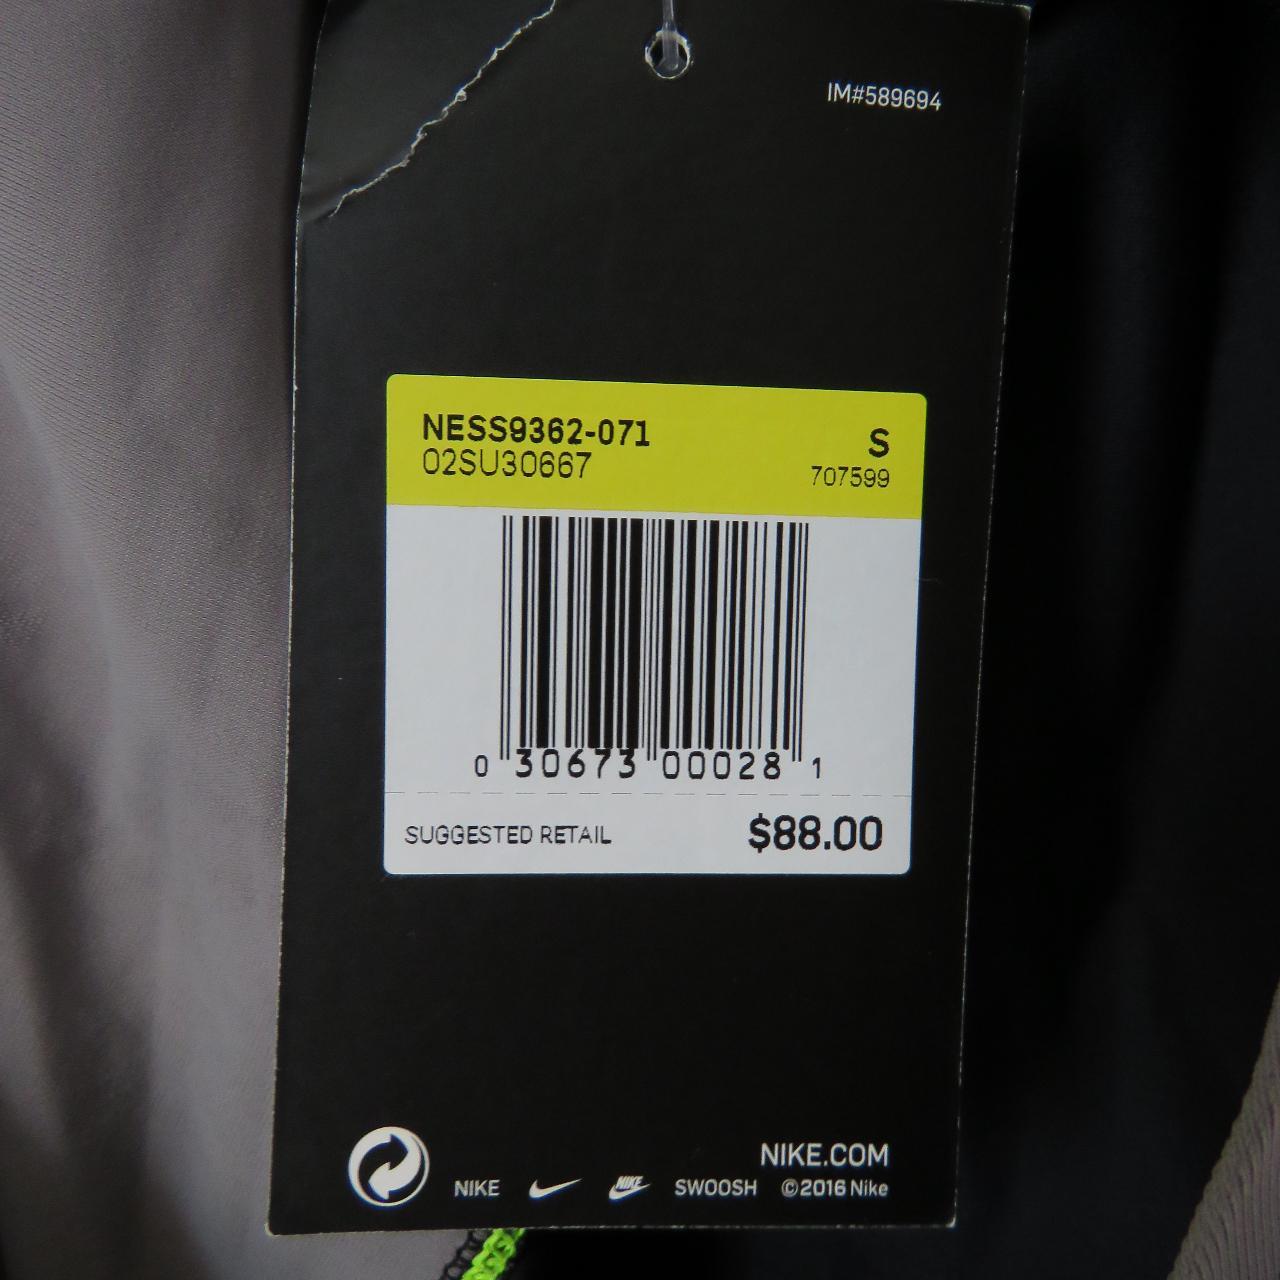 IM#589694
NESS9362-071 S
02SU30667 707599
0 30673 00028 1
SUGGESTED RETAIL $88.00
NIKE.COM
NIKE NIKE SWOOSH ©2016 Nike